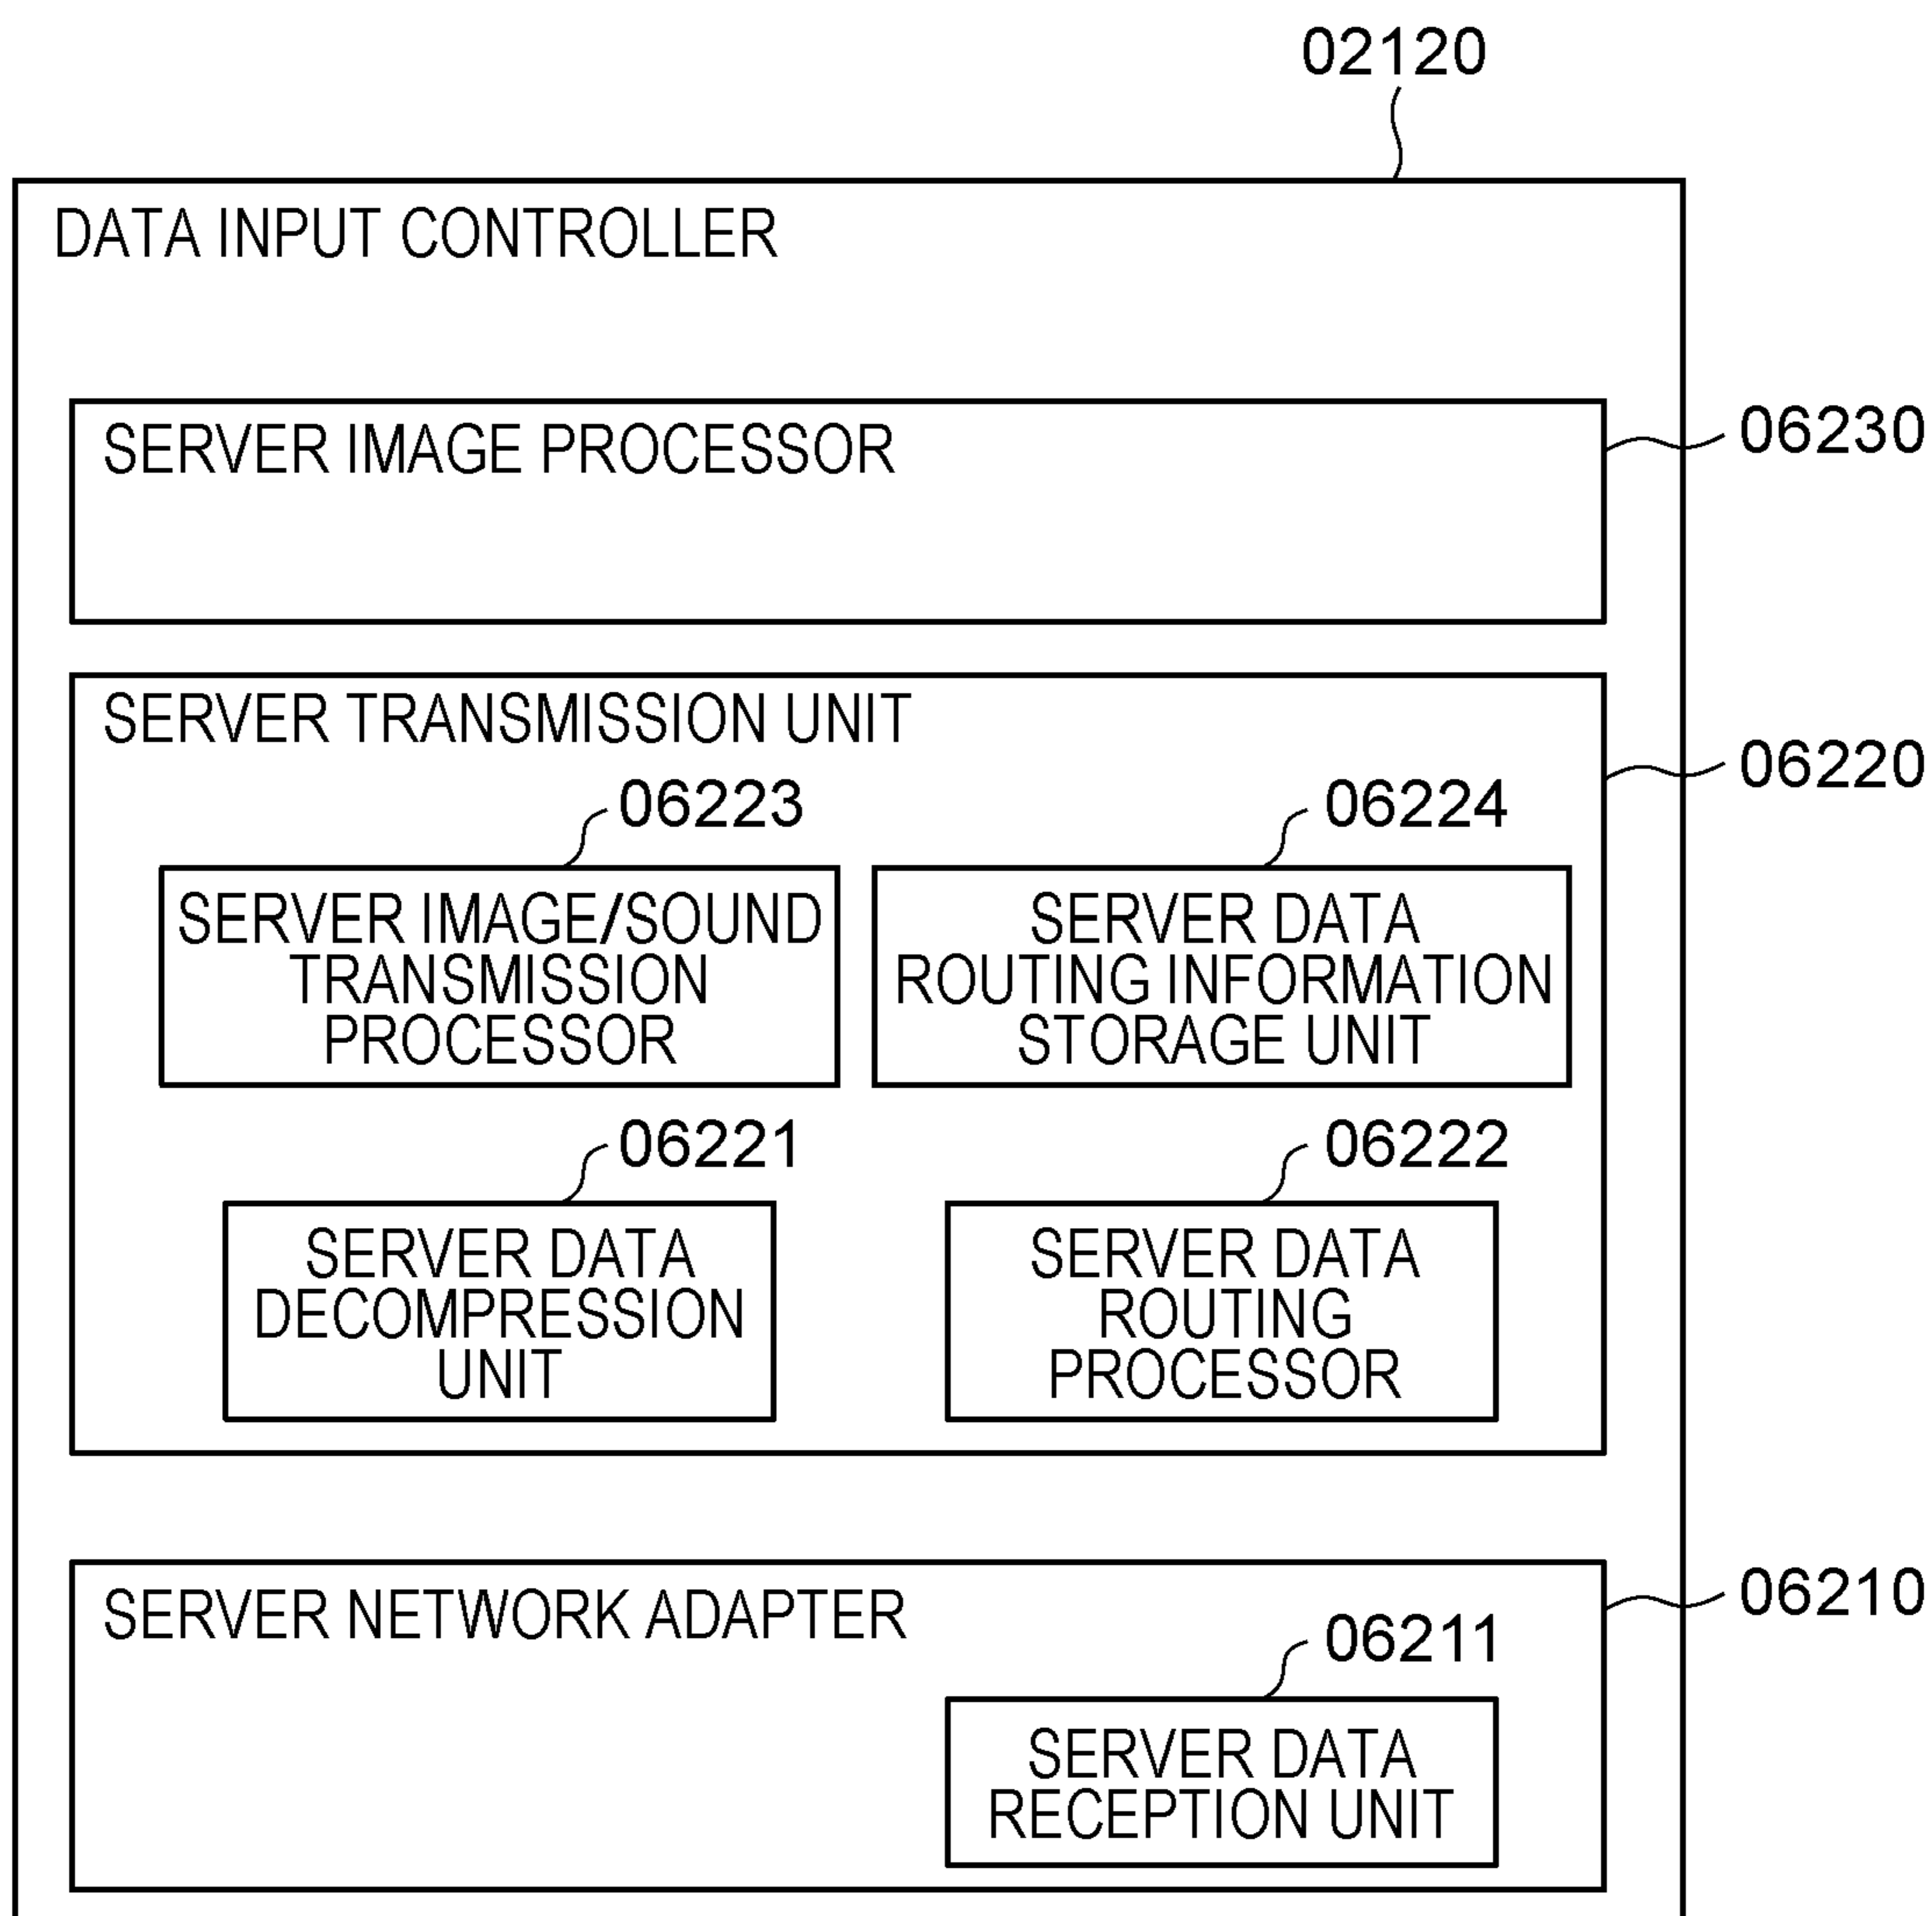 02120
DATA INPUT CONTROLLER
SERVER IMAGE PROCESSOR
06230
SERVER TRANSMISSION UNIT
06220
06223
SERVER IMAGE/SOUND
TRANSMISSION
PROCESSOR
06224
SERVER DATA
ROUTING INFORMATION
STORAGE UNIT
06221
SERVER DATA
DECOMPRESSION
UNIT
06222
SERVER DATA
ROUTING
PROCESSOR
SERVER NETWORK ADAPTER
06210
06211
SERVER DATA
RECEPTION UNIT